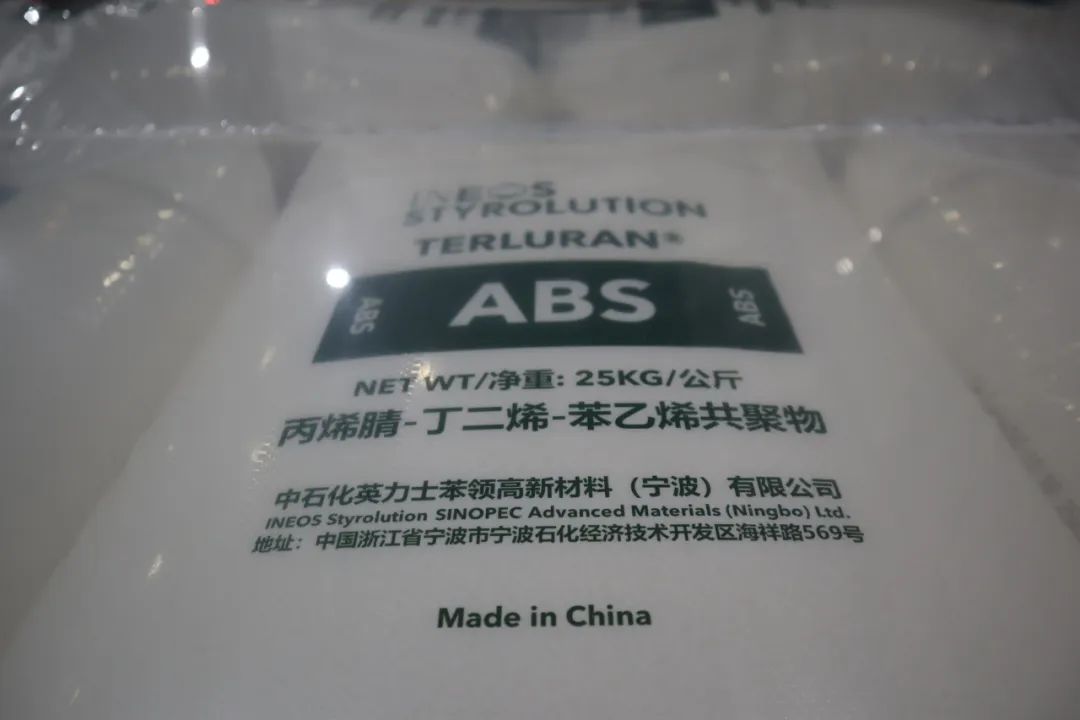 INEOS
STYROLUTION
TERLURAN®
ABS ABS ABS
NET WT/净重: 25KG/公斤
丙烯腈-丁二烯-苯乙烯共聚物
中石化英力士苯领高新材料（宁波）有限公司
INEOS Styrolution SINOPEC Advanced Materials (Ningbo) Ltd.
地址：中国浙江省宁波市宁波石化经济技术开发区海祥路569号
Made in China